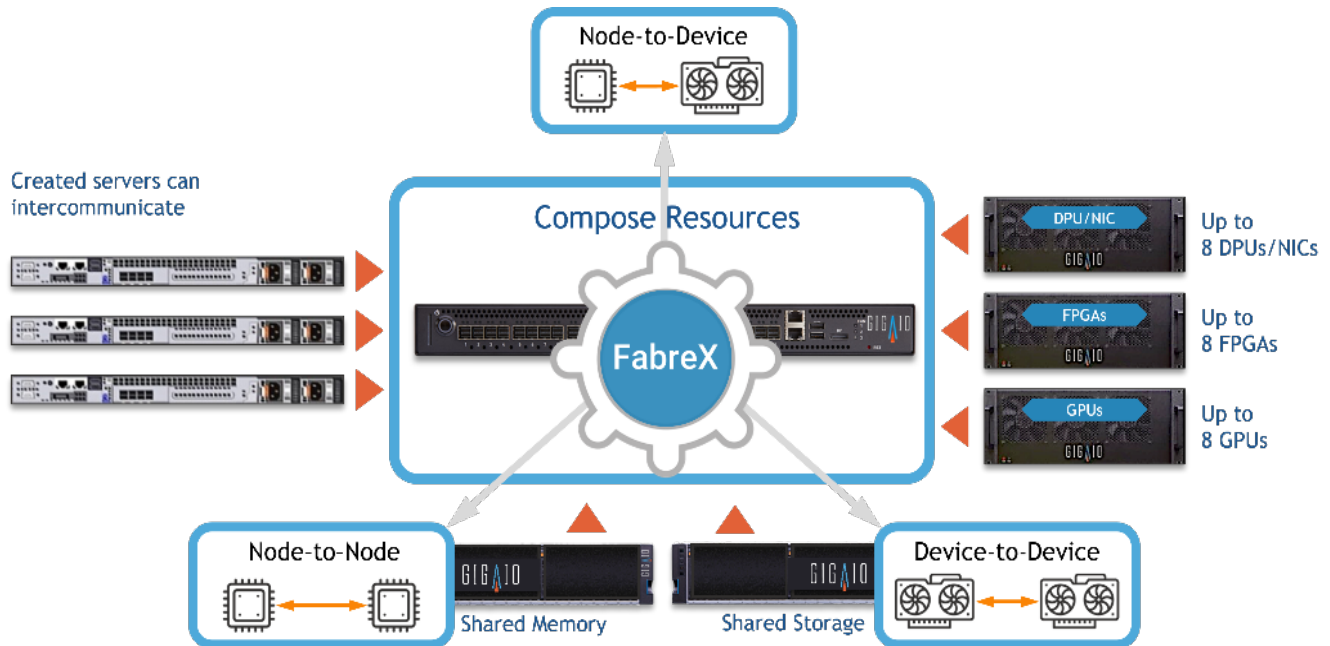 Node-to-Device
Created servers can
intercommunicate
Compose Resources
FabreX
GIGAIO
DPU/NIC
GIGAIO
Up to
8 DPUs/NICs
FPGAs
GIGAIO
Up to
8 FPGAs
GPUs
GIGAIO
Up to
8 GPUs
Node-to-Node
GIGAIO
Shared Memory
GIGAIO
Shared Storage
Device-to-Device